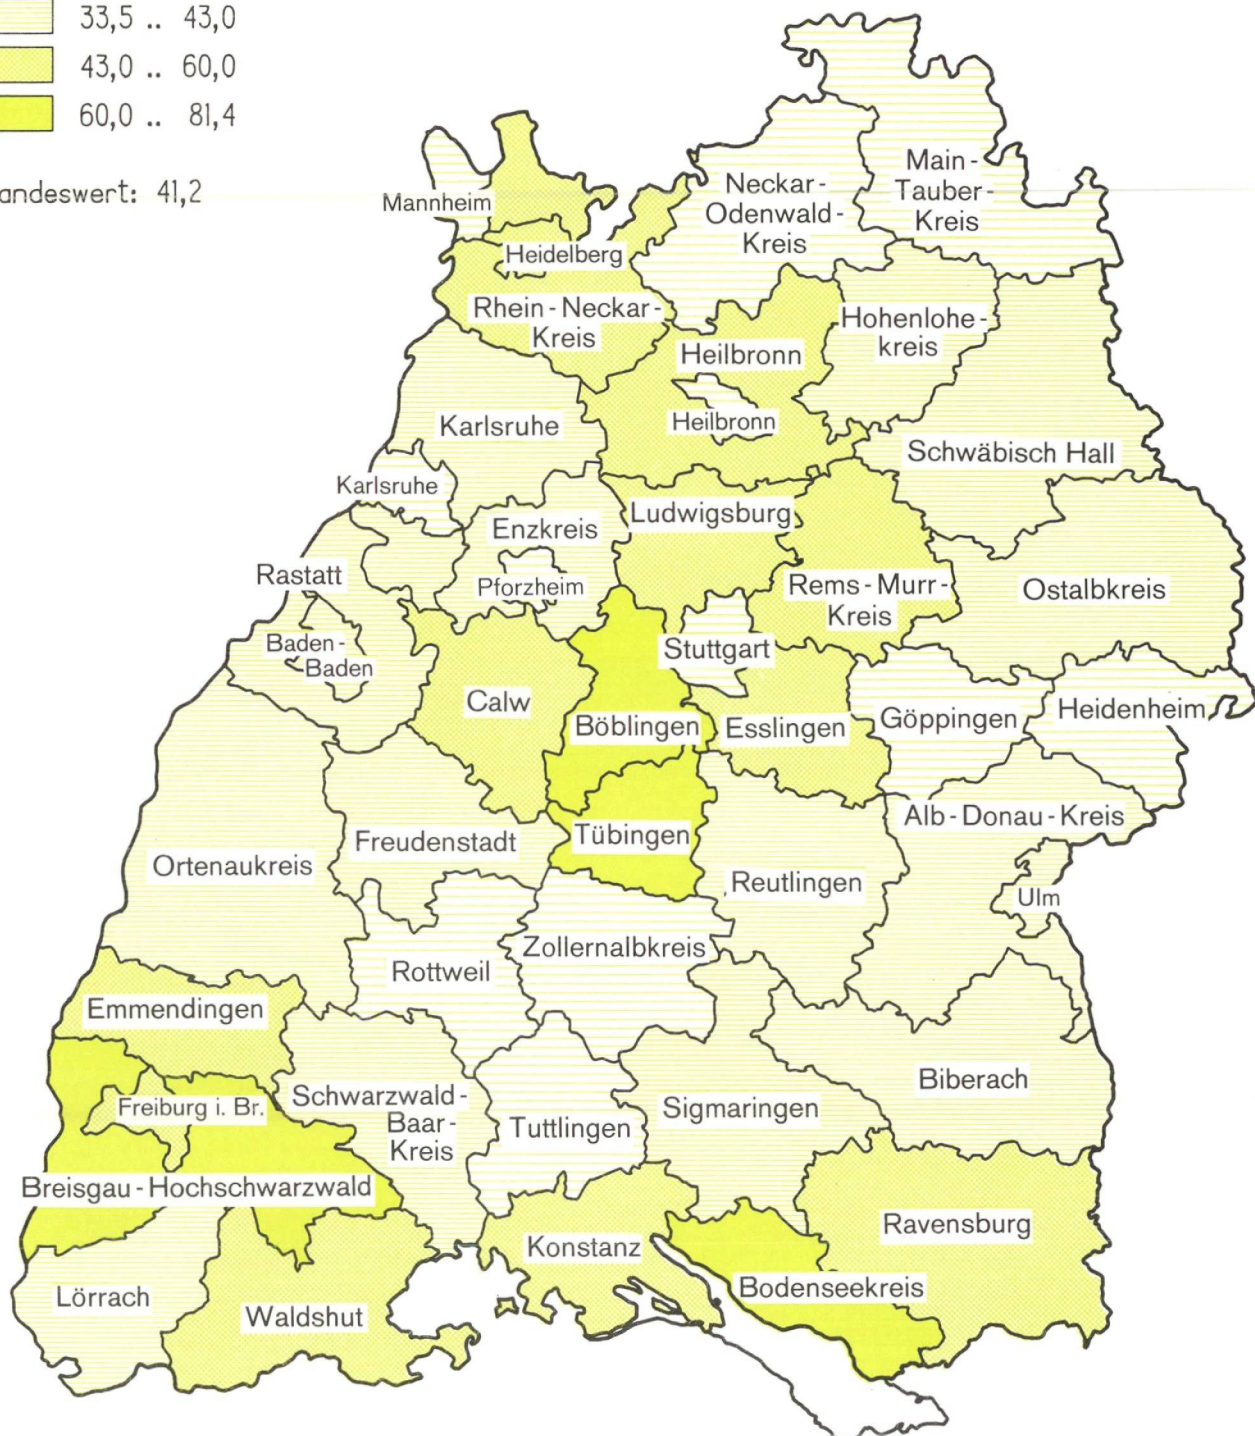 33,5 .. 43,0
43,0 .. 60,0
60,0 .. 81,4
andeswert: 41,2
Main-
Tauber-
Kreis
Neckar-
Odenwald-
Kreis
Mannheim
Heidelberg
Rhein-Neckar-
Kreis
Hohenlohe-
kreis
Heilbronn
Heilbronn
Karlsruhe
Schwäbisch Hall
Karlsruhe
Ludwigsburg
Enzkreis
Rastatt
Pforzheim
Rems-Murr-
Kreis
Ostalbkreis
Baden-
Baden
Stuttgart
Calw
Böblingen
Esslingen
Göppingen
Heidenheim
Alb-Donau-Kreis
Freudenstadt
Tübingen
Ortenaukreis
Reutlingen
Ulm
Zollernalbkreis
Rottweil
Emmendingen
Biberach
Schwarzwald-
Baar-
Kreis
Freiburg i. Br.
Sigmaringen
Tuttlingen
Breisgau-Hochschwarzwald
Ravensburg
Konstanz
Bodenseekreis
Lörrach
Waldshut